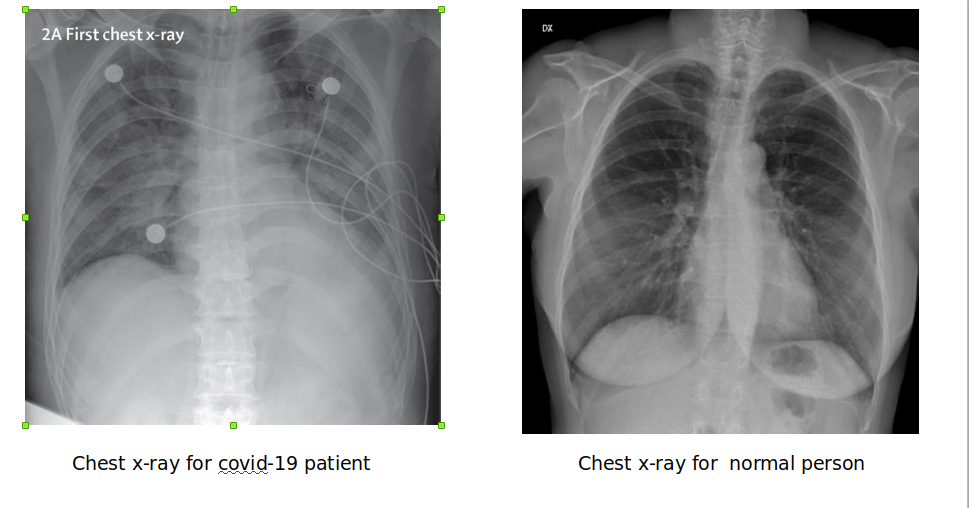 2A First chest x-ray
DX
Chest x-ray for covid-19 patient
Chest x-ray for normal person